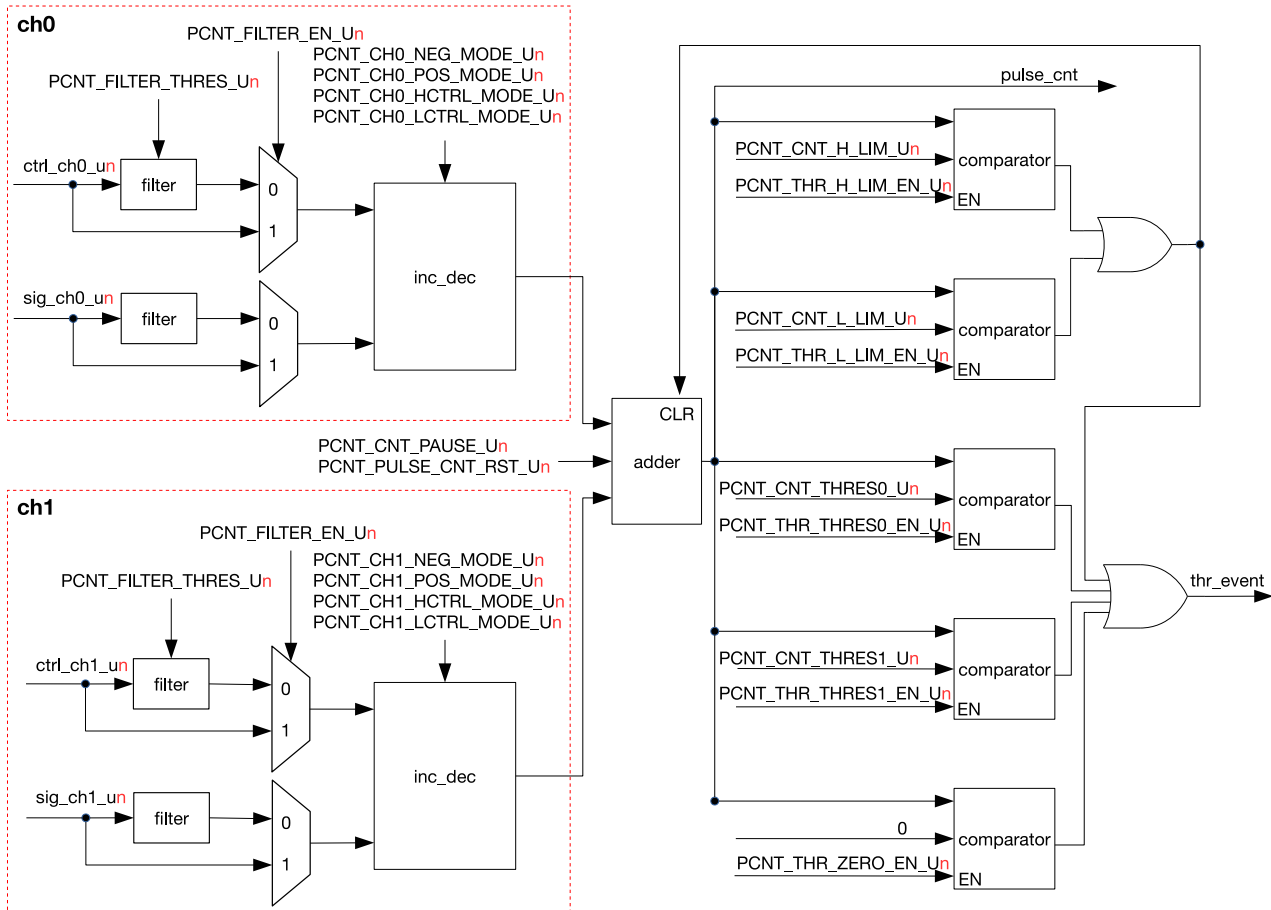 ch0
PCNT_FILTER_EN_Un
PCNT_CH0_NEG_MODE_Un
PCNT_CH0_POS_MODE_Un
PCNT_CH0_HCTRL_MODE_Un
PCNT_CH0_LCTRL_MODE_Un
PCNT_FILTER_THRES_Un
ctrl_ch0_un
filter
0
1
sig_ch0_un
filter
0
1
inc_dec
PCNT_CNT_PAUSE_Un
PCNT_PULSE_CNT_RST_Un
CLR
adder
ch1
PCNT_FILTER_EN_Un
PCNT_CH1_NEG_MODE_Un
PCNT_CH1_POS_MODE_Un
PCNT_CH1_HCTRL_MODE_Un
PCNT_CH1_LCTRL_MODE_Un
PCNT_FILTER_THRES_Un
ctrl_ch1_un
filter
0
1
sig_ch1_un
filter
0
1
inc_dec
pulse_cnt
PCNT_CNT_H_LIM_Un
PCNT_THR_H_LIM_EN_Un
comparator
EN
PCNT_CNT_L_LIM_Un
PCNT_THR_L_LIM_EN_Un
comparator
EN
PCNT_CNT_THRES0_Un
PCNT_THR_THRES0_EN_Un
comparator
EN
thr_event
PCNT_CNT_THRES1_Un
PCNT_THR_THRES1_EN_Un
comparator
EN
0
PCNT_THR_ZERO_EN_Un
comparator
EN